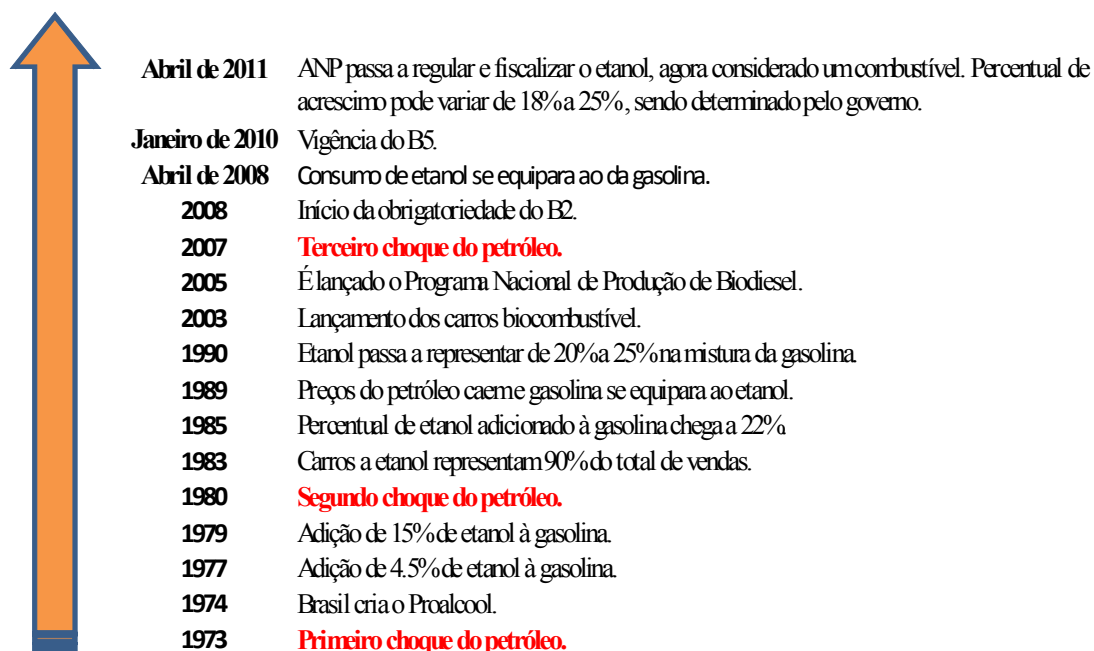 Abril de 2011 ANP passa a regular e fiscalizar o etanol, agora considerado um combustível. Percentual de
acrescimo pode variar de 18% a 25%, sendo determinado pelo governo.
Janeiro de 2010 Vigência do B5.
Abril de 2008 Consumo de etanol se equipara ao da gasolina.
2008 Início da obrigatoriedade do B2.
2007 Terceiro choque do petróleo.
2005 É lançado o Programa Nacional de Produção de Biodiesel.
2003 Lançamento dos carros biocombustível.
1990 Etanol passa a representar de 20% a 25% na mistura da gasolina.
1989 Preços do petróleo caem e gasolina se equipara ao etanol.
1985 Percentual de etanol adicionado à gasolina chega a 22%.
1983 Carros a etanol representam 90% do total de vendas.
1980 Segundo choque do petróleo.
1979 Adição de 15% de etanol à gasolina.
1977 Adição de 4.5% de etanol à gasolina.
1974 Brasil cria o Proalcool.
1973 Primeiro choque do petróleo.